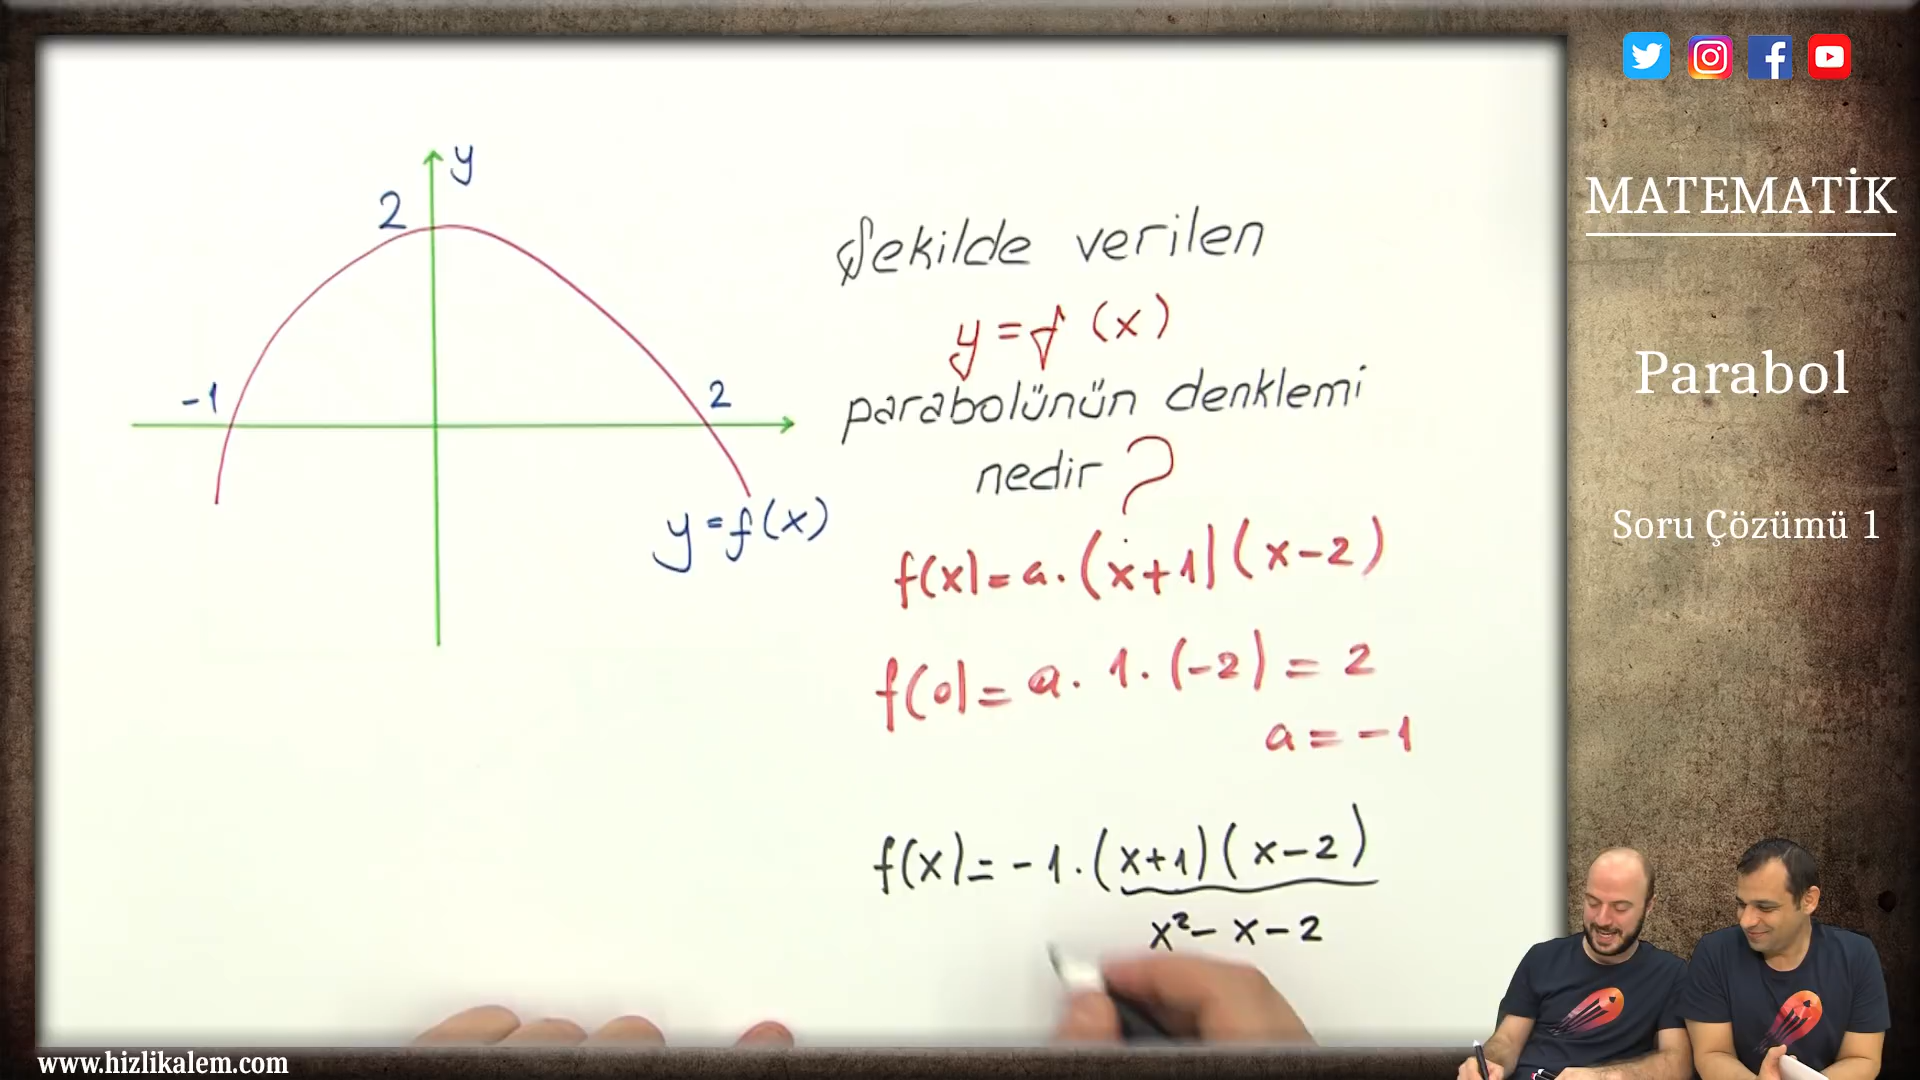 y
2
-1
2
y=f(x)
Şekilde verilen
y=f(x)
parabolünün denklemi
nedir ?
f(x)=a.(x+1)(x-2)
f(0)=a.1.(-2)=2
a=-1
f(x)=-1.(x+1)(x-2)
x²-x-2
MATEMATİK
Parabol
Soru Çözümü 1
www.hizlikalem.com